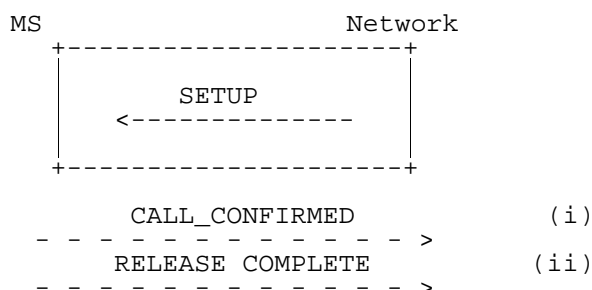 MS Network
SETUP
CALL_CONFIRMED (i)
RELEASE COMPLETE (ii)